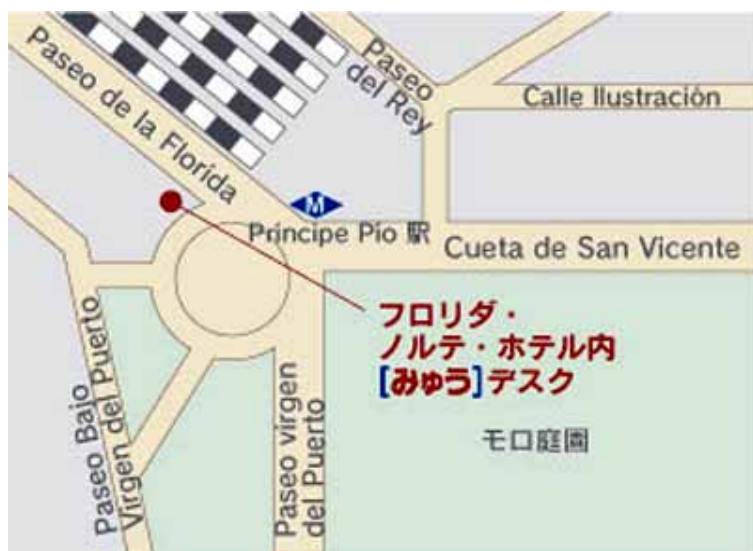 Paseo de la Florida
Paseo
del Rey
Calle Ilustración
M
Principe Pio 駅
Cueta de San Vicente
フロリダ・
ノルテ・ホテル内
[みゅう]デスク
モロ庭園
Paseo Bajo
Virgen del Puerto
Paseo virgen
del Puerto